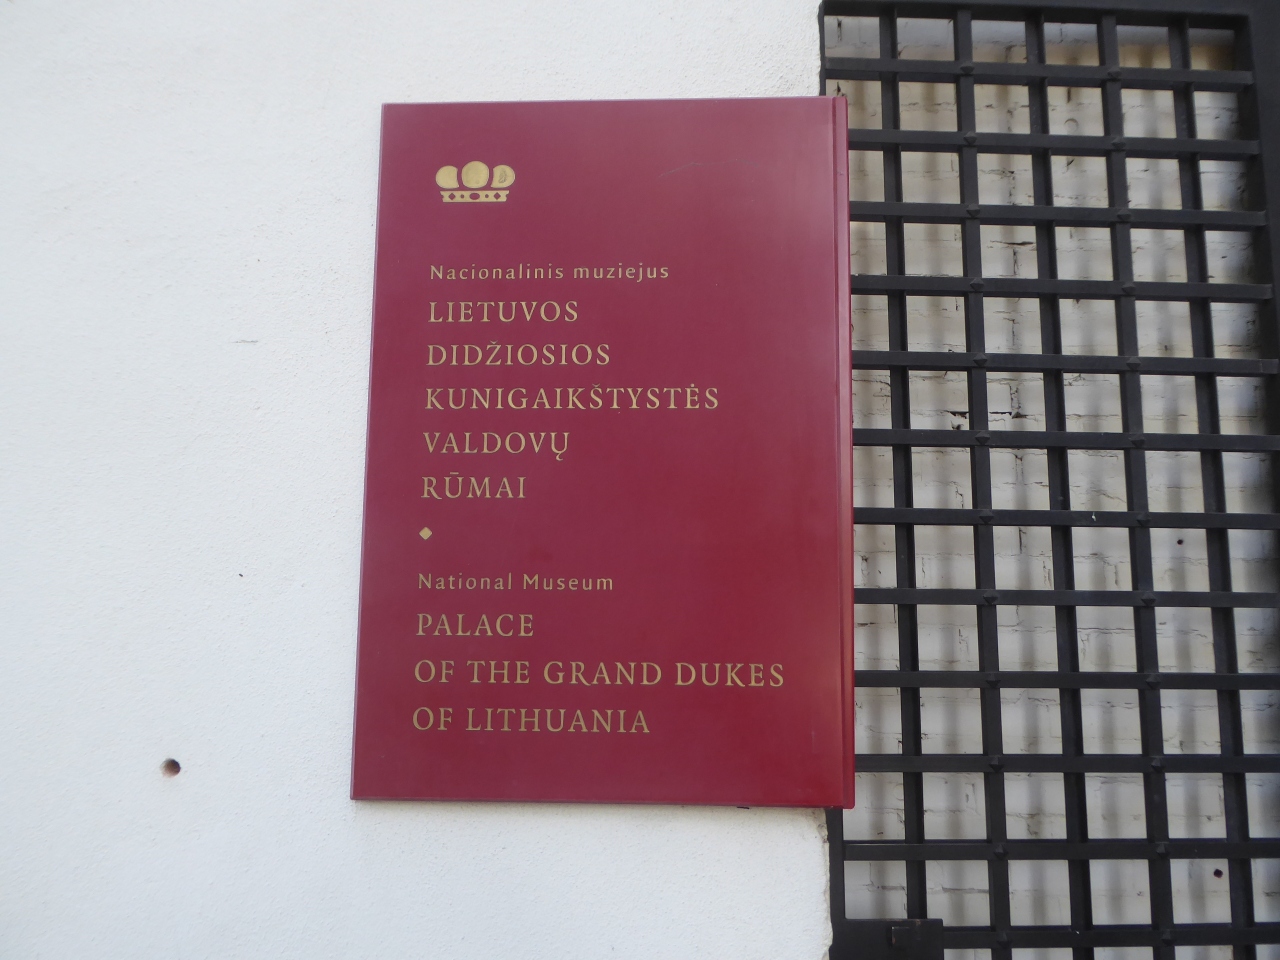 Nacionalinis muziejus
LIETUVOS
DIDŽIOSIOS
KUNIGAIKŠTYSTĖS
VALDOVŲ
RŪMAI
National Museum
PALACE
OF THE GRAND DUKES
OF LITHUANIA